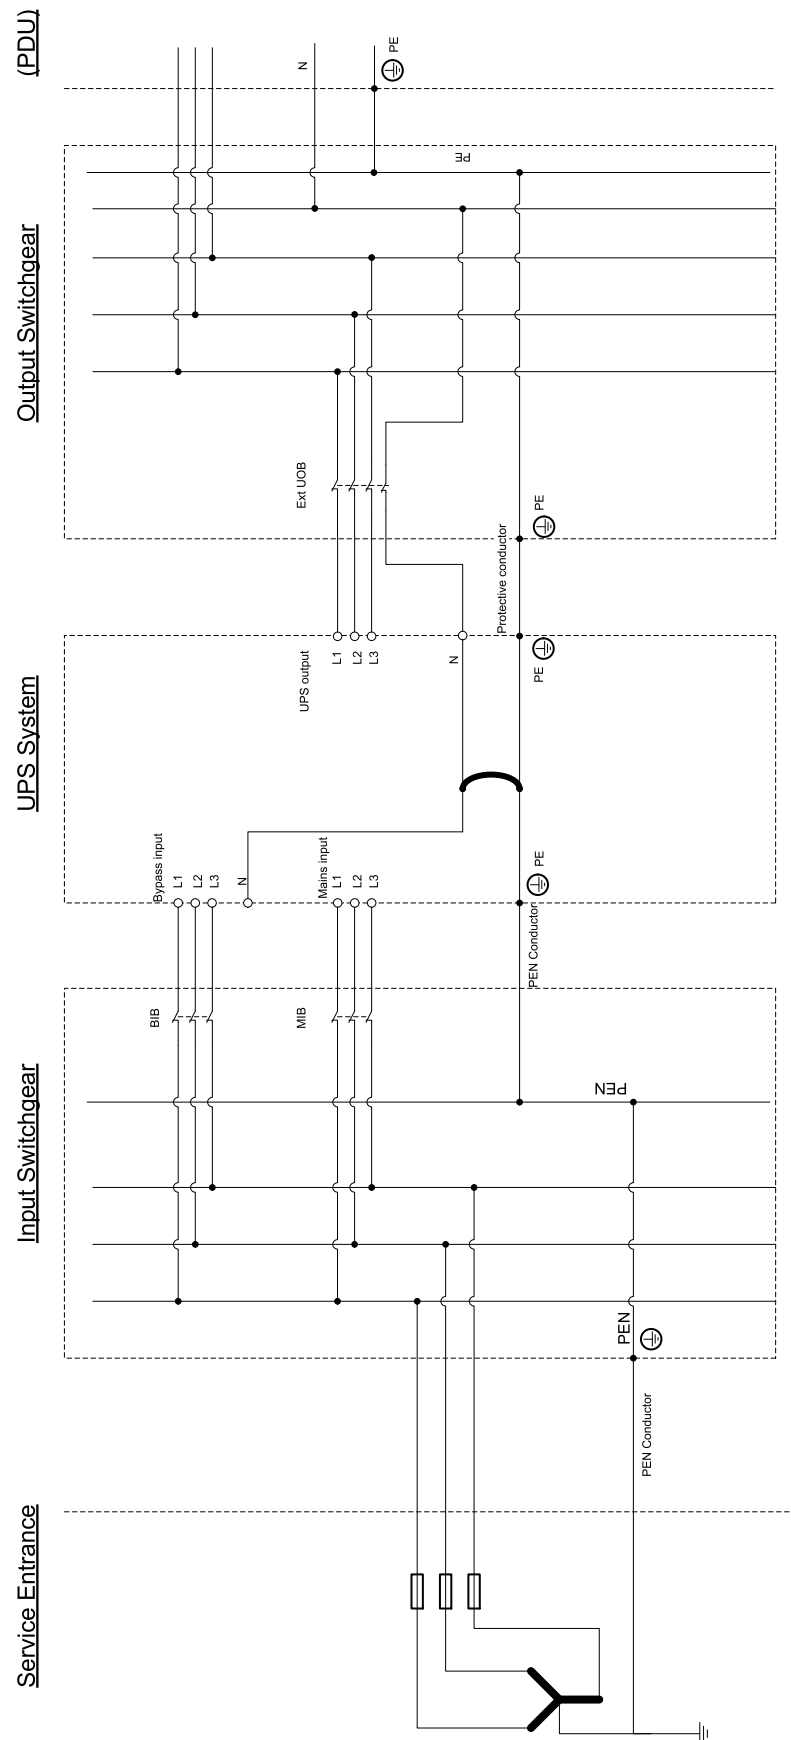 Service Entrance
Input Switchgear
UPS System
Output Switchgear
(PDU)
PEN Conductor
PEN
PEN
BIB
MIB
PEN Conductor
Bypass input
L1
L2
L3
N
Mains input
L1
L2
L3
PE
UPS output
L1
L2
L3
N
PE
Protective conductor
Ext UOB
PE
PE
N
PE